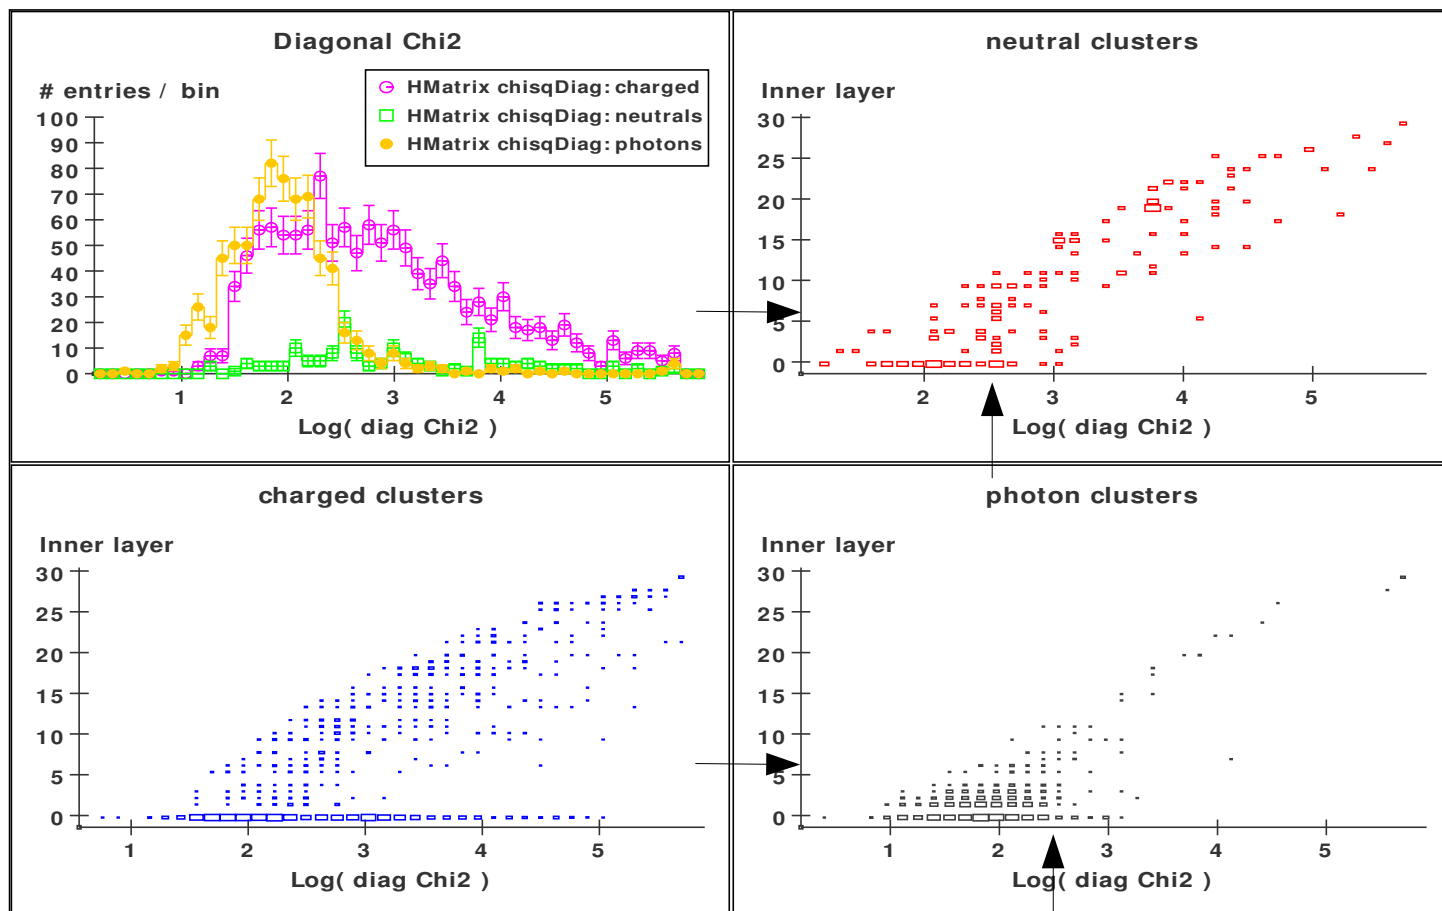 Diagonal Chi2
# entries / bin
HMatrix chisqDiag: charged
HMatrix chisqDiag: neutrals
HMatrix chisqDiag: photons
100
90
80
70
60
50
40
30
20
10
0
1 2 3 4 5
Log( diag Chi2 )
neutral clusters
Inner layer
30
25
20
15
10
5
0
2 3 4 5
Log( diag Chi2 )
charged clusters
Inner layer
30
25
20
15
10
5
0
1 2 3 4 5
Log( diag Chi2 )
photon clusters
Inner layer
30
25
20
15
10
5
0
1 2 3 4 5
Log( diag Chi2 )